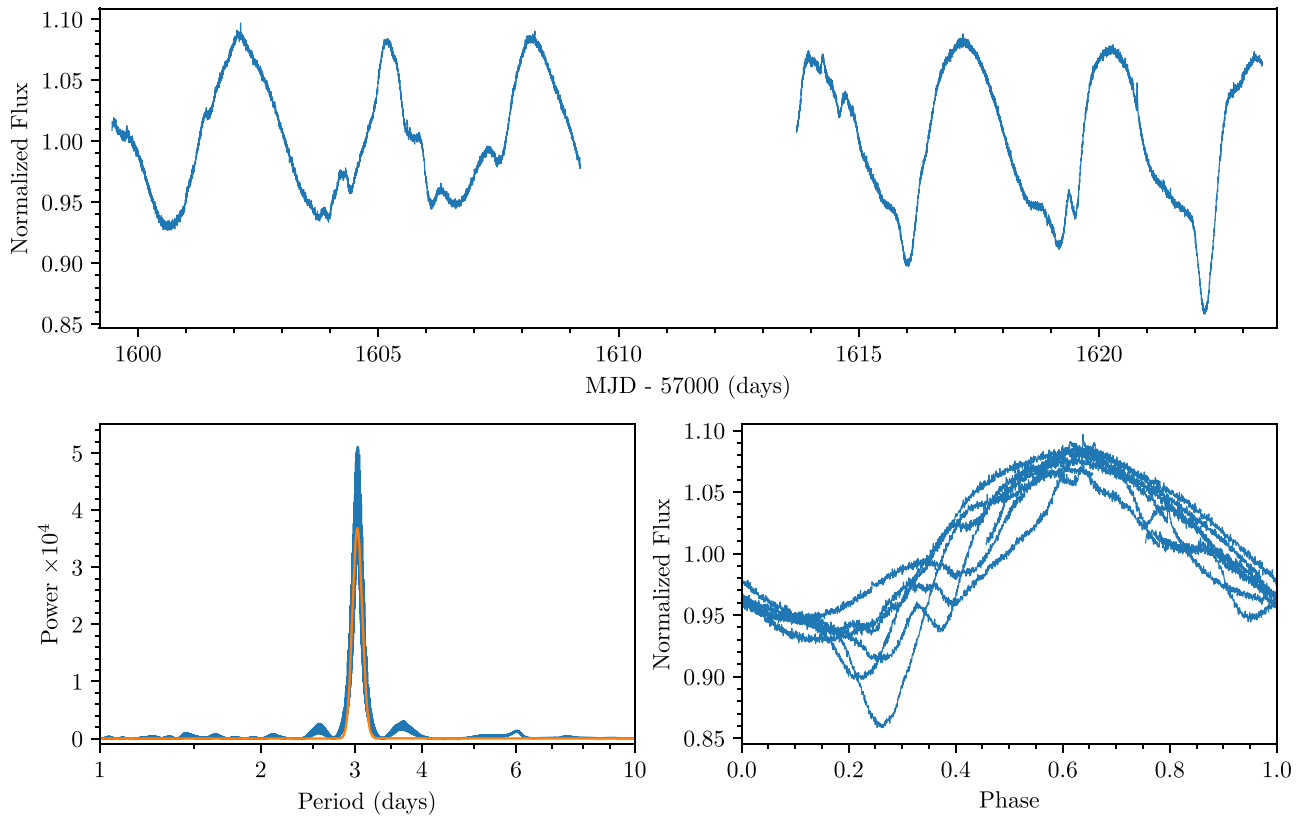 1.10
1.05
1.00
0.95
0.90
0.85
Normalized Flux
1600 1605 1610 1615 1620
MJD - 57000 (days)
5
4
3
2
1
0
Power ×10⁴
1 2 3 4 6 10
Period (days)
1.10
1.05
1.00
0.95
0.90
0.85
Normalized Flux
0.0 0.2 0.4 0.6 0.8 1.0
Phase